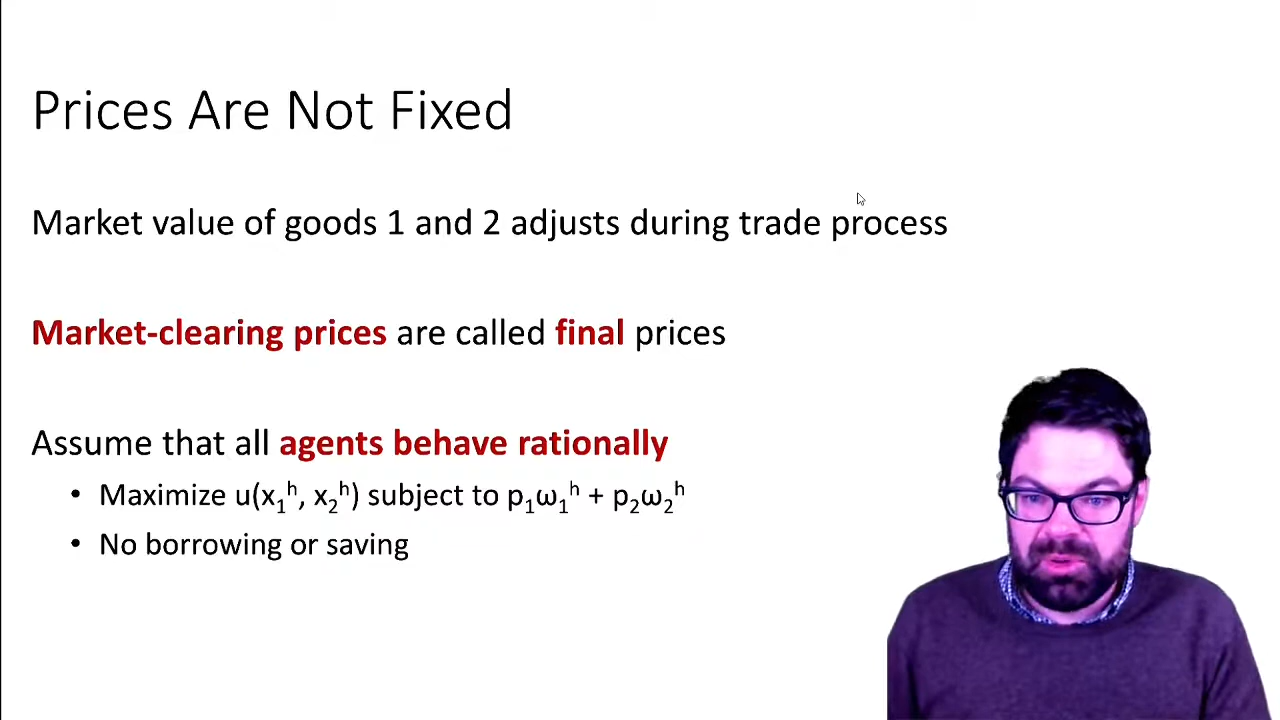 Prices Are Not Fixed
Market value of goods 1 and 2 adjusts during trade process
Market-clearing prices are called final prices
Assume that all agents behave rationally
• Maximize u(x₁ʰ, x₂ʰ) subject to p₁ω₁ʰ + p₂ω₂ʰ
• No borrowing or saving